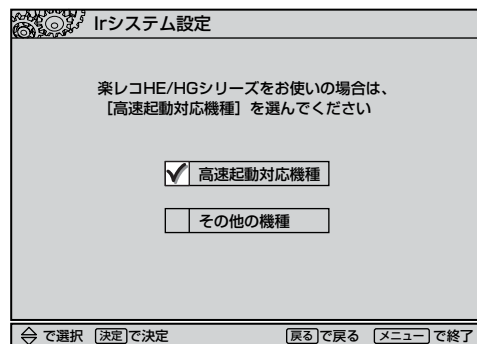 Irシステム設定
楽レコHE/HGシリーズをお使いの場合は、
［高速起動対応機種］を選んでください
高速起動対応機種
その他の機種
で選択 決定で決定 戻るで戻る メニューで終了